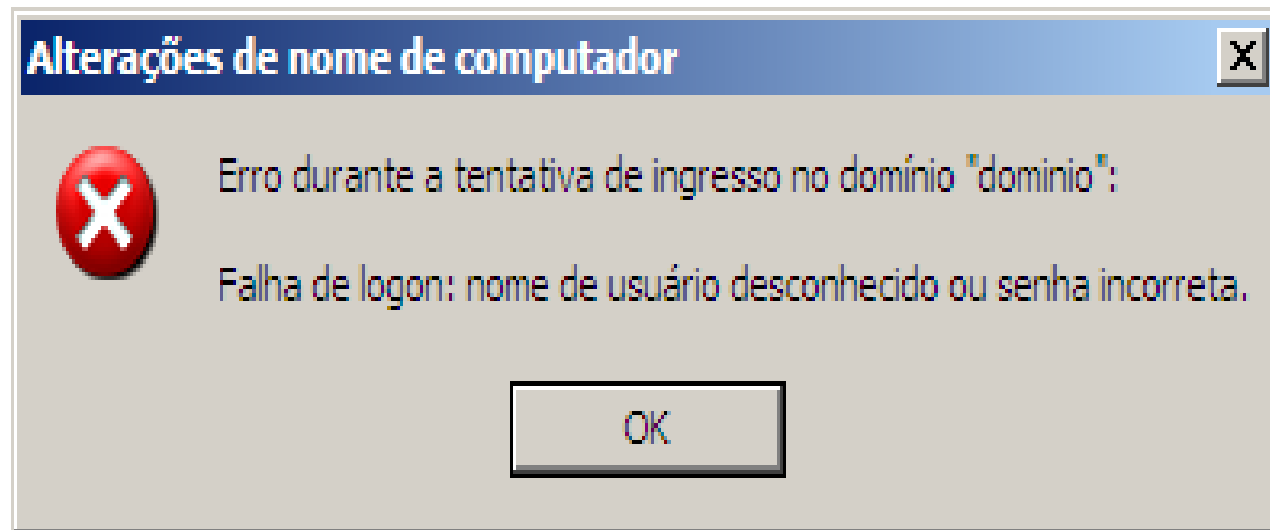 Alterações de nome de computador
Erro durante a tentativa de ingresso no domínio "dominio":
Falha de logon: nome de usuário desconhecido ou senha incorreta.
OK